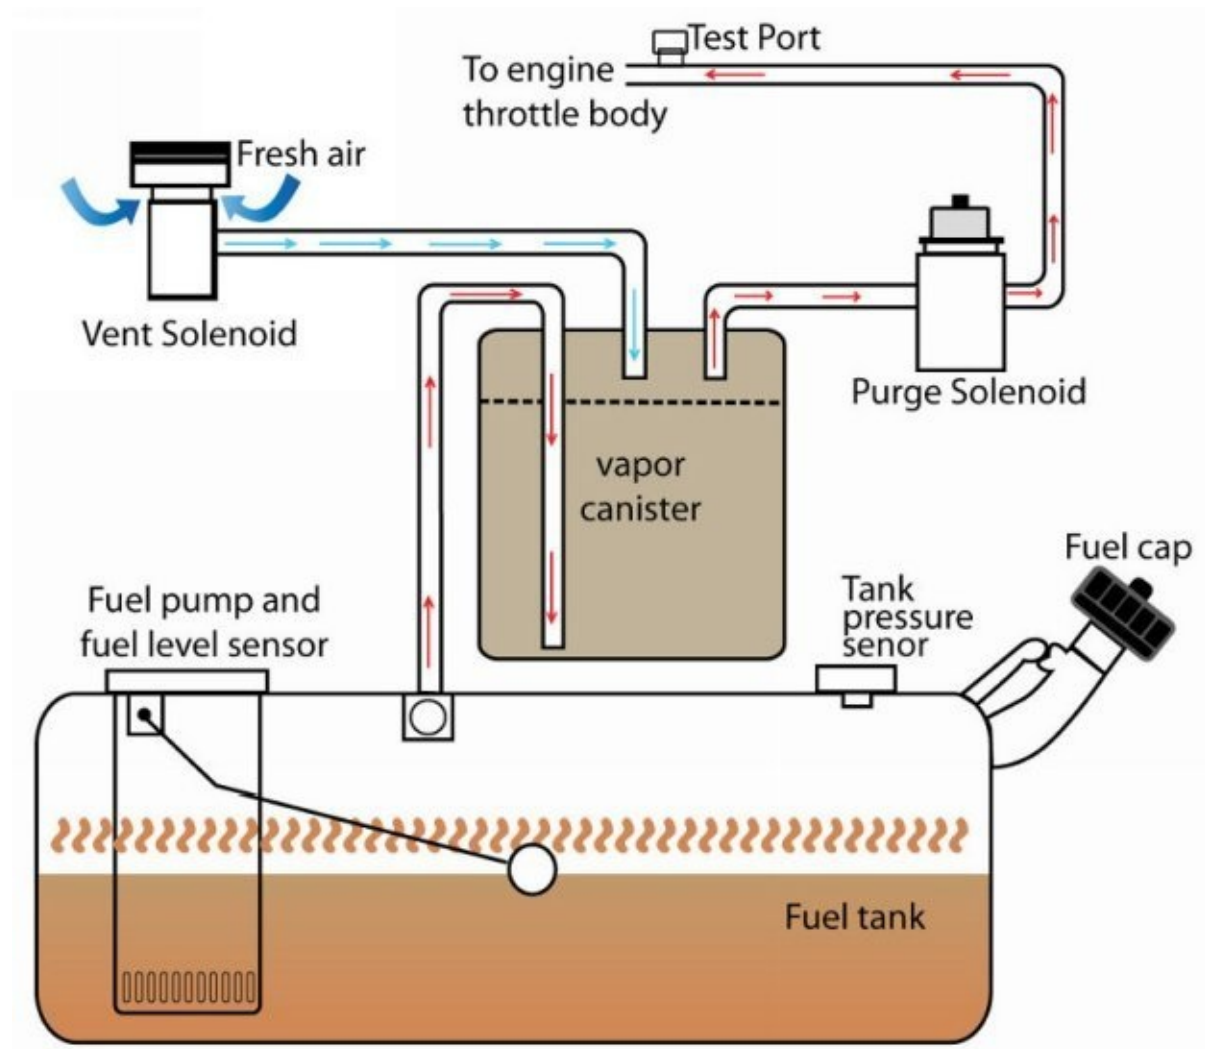 Test Port
To engine
throttle body
Fresh air
Vent Solenoid
Purge Solenoid
vapor
canister
Fuel cap
Tank
pressure
senor
Fuel pump and
fuel level sensor
Fuel tank